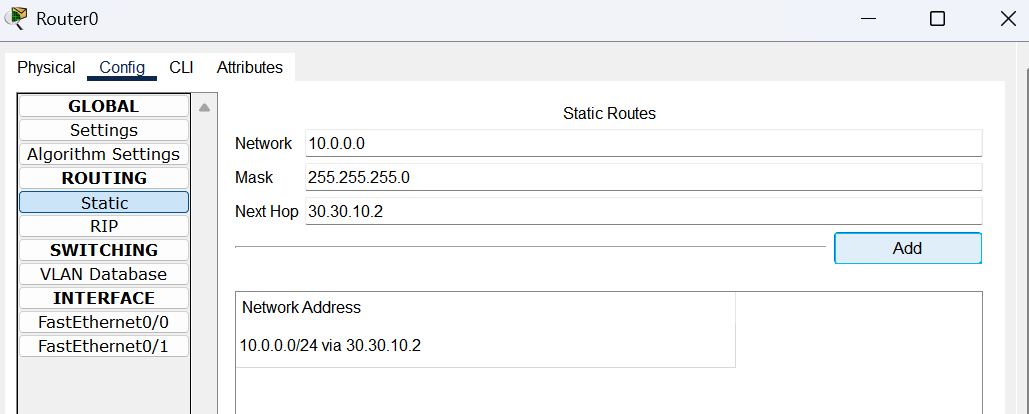 Router0
Physical Config CLI Attributes
GLOBAL
Settings
Algorithm Settings
ROUTING
Static
RIP
SWITCHING
VLAN Database
INTERFACE
FastEthernet0/0
FastEthernet0/1
Static Routes
Network 10.0.0.0
Mask 255.255.255.0
Next Hop 30.30.10.2
Add
Network Address
10.0.0.0/24 via 30.30.10.2